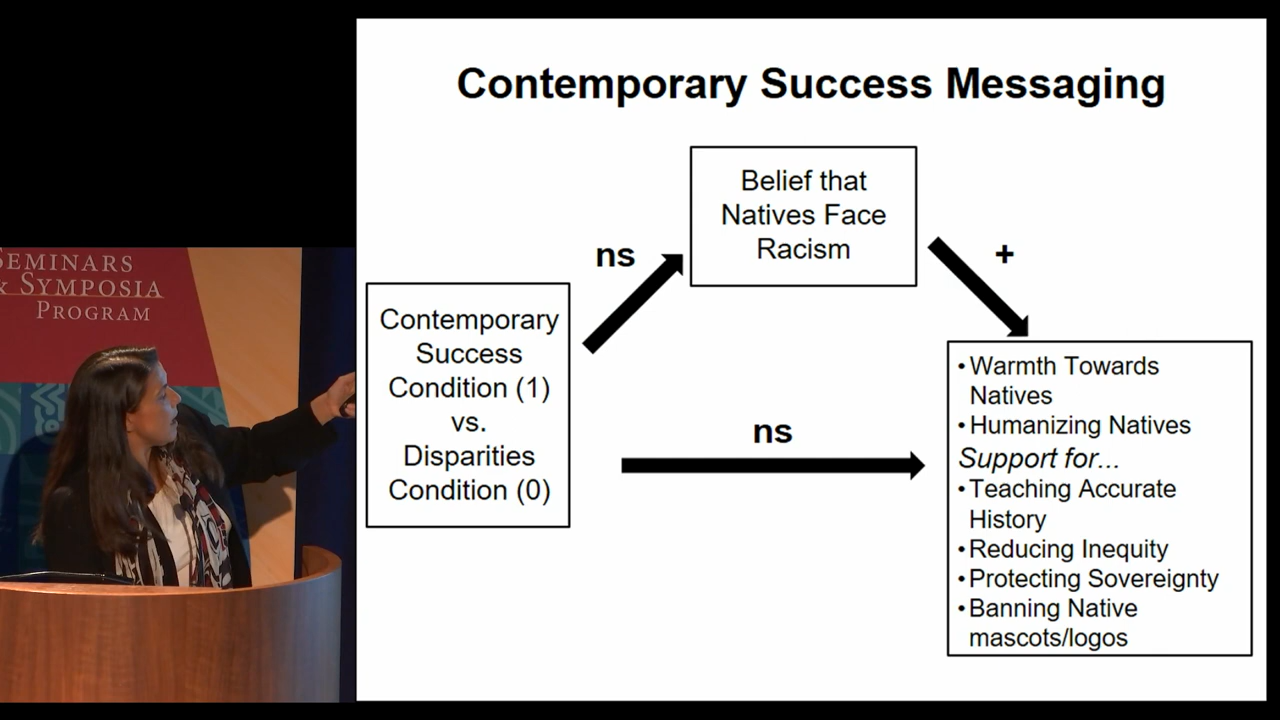 Contemporary Success Messaging
Belief that
Natives Face
Racism
ns
+
Contemporary
Success
Condition (1)
vs.
Disparities
Condition (0)
ns
•Warmth Towards
Natives
•Humanizing Natives
Support for...
•Teaching Accurate
History
•Reducing Inequity
•Protecting Sovereignty
•Banning Native
mascots/logos
SEMINARS
& SYMPOSIA
PROGRAM